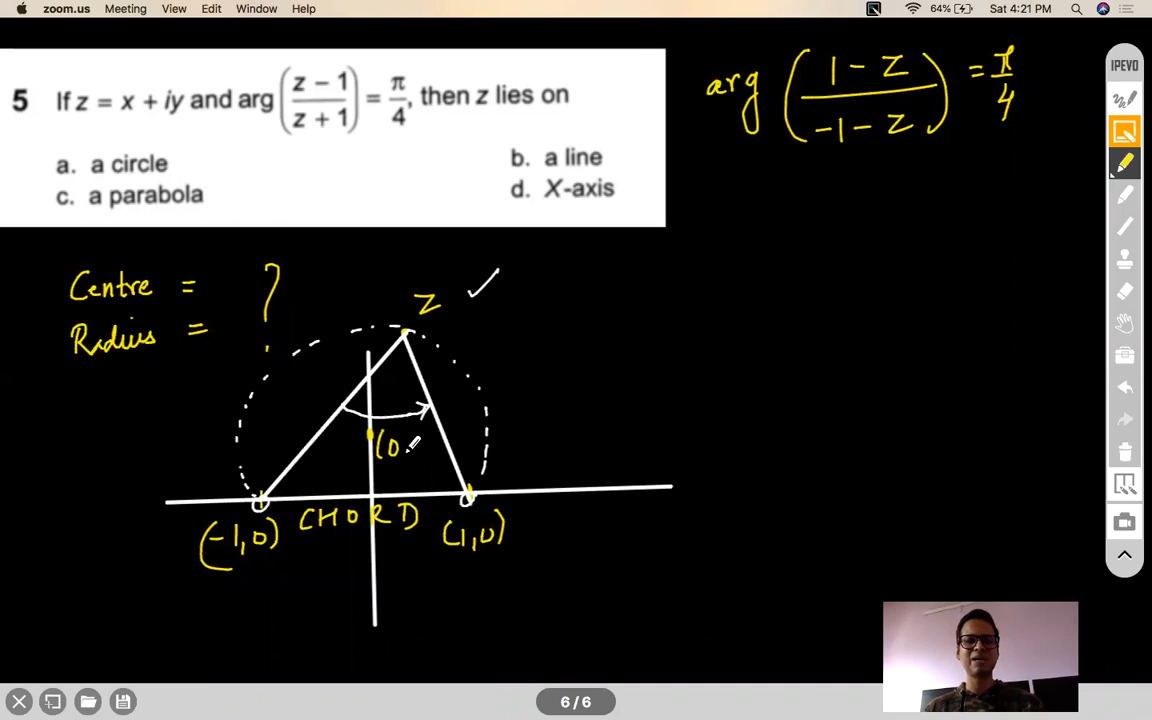 zoom.us Meeting View Edit Window Help 64% Sat 4:21 PM
IPEVO
5 If z = x + iy and arg ( z − 1 / z + 1 ) = π / 4 , then z lies on
a. a circle b. a line
c. a parabola d. X-axis
arg ( 1 − z / -1 − z ) = π / 4
Centre = ?
Radius =
z ✓
(0
(-1,0) CHORD (1,0)
6/6